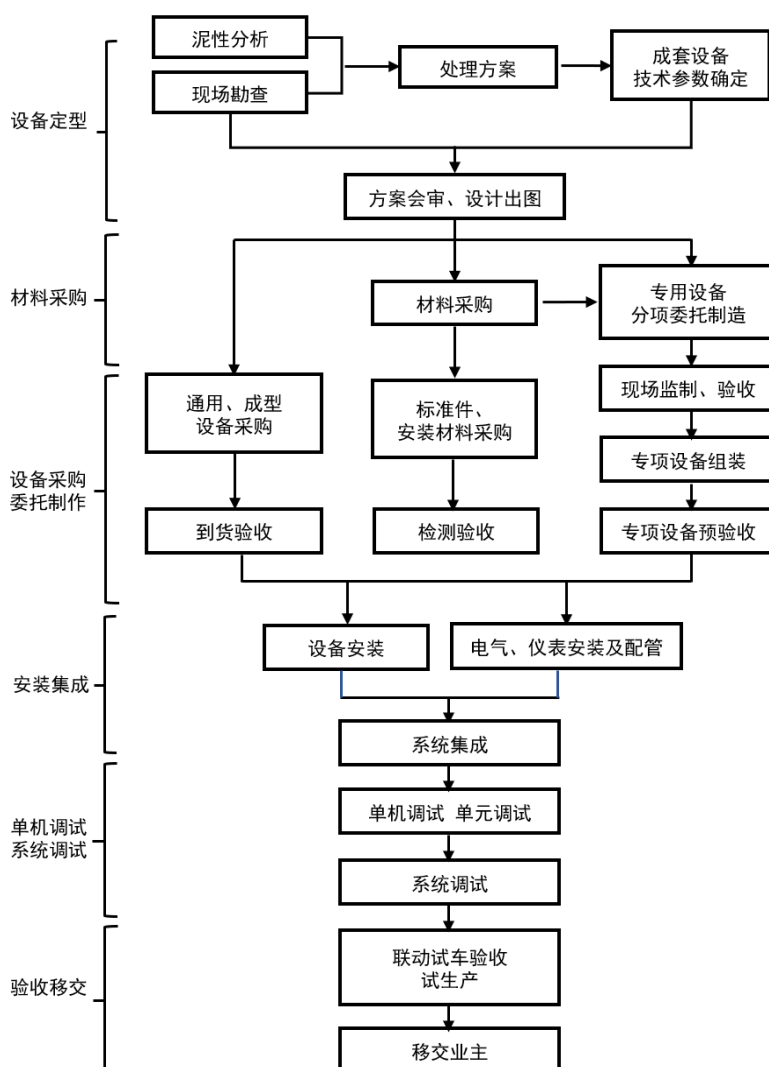 泥性分析
现场勘查
处理方案
成套设备
技术参数确定
设备定型
方案会审、设计出图
材料采购
材料采购
专用设备
分项委托制造
通用、成型
设备采购
标准件、
安装材料采购
现场监制、验收
专项设备组装
设备采购
委托制作
到货验收
检测验收
专项设备预验收
设备安装
电气、仪表安装及配管
安装集成
系统集成
单机调试 单元调试
单机调试
系统调试
系统调试
联动试车验收
试生产
验收移交
移交业主